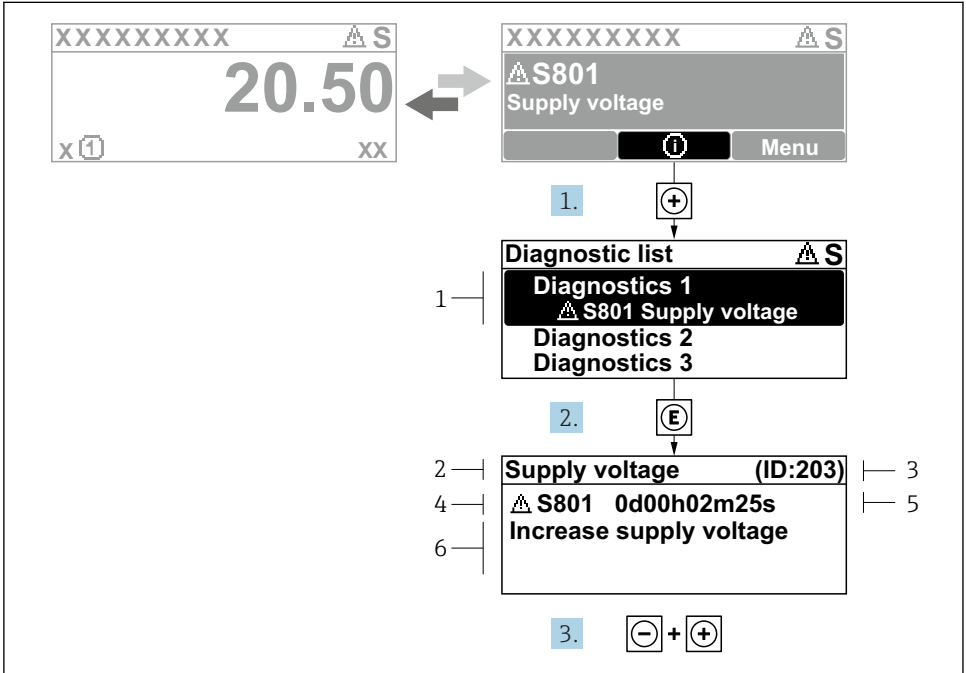 XXXXXXXXX ⚠ S
20.50
x ① xx
XXXXXXXXX ⚠ S
⚠ S801
Supply voltage
ⓘ Menu
1. ⊕
Diagnostic list ⚠ S
1
Diagnostics 1
⚠ S801 Supply voltage
Diagnostics 2
Diagnostics 3
2. Ⓔ
2 Supply voltage (ID:203) 3
4 ⚠ S801 0d00h02m25s 5
6 Increase supply voltage
3. ⊖ + ⊕